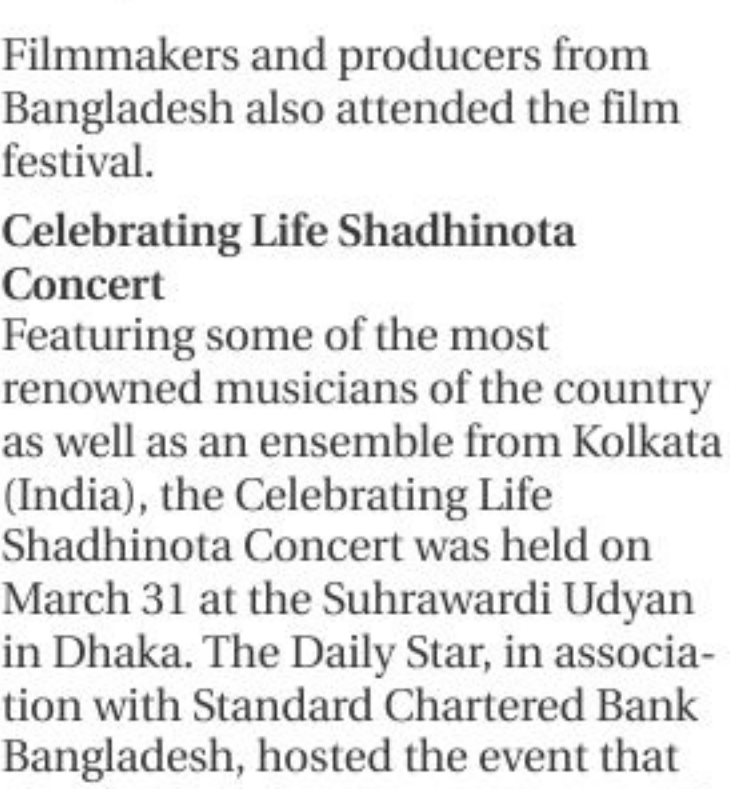 Filmmakers and producers from
Bangladesh also attended the film
festival.
Celebrating Life Shadhinota
Concert
Featuring some of the most
renowned musicians of the country
as well as an ensemble from Kolkata
(India), the Celebrating Life
Shadhinota Concert was held on
March 31 at the Suhrawardi Udyan
in Dhaka. The Daily Star, in associa-
tion with Standard Chartered Bank
Bangladesh, hosted the event that